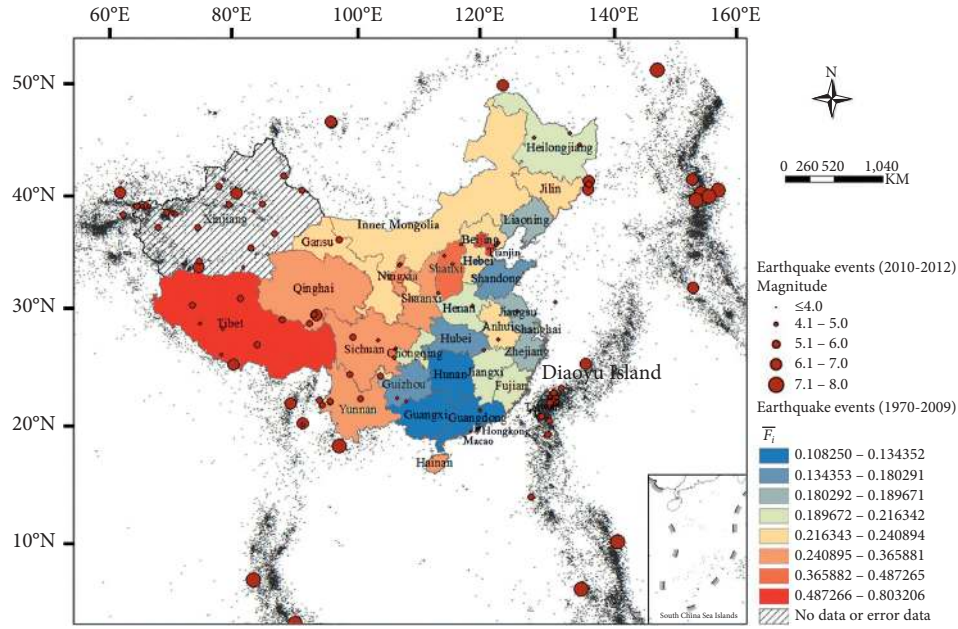 60°E 80°E 100°E 120°E 140°E 160°E
50°N
40°N
30°N
20°N
10°N
Heilongjiang
Jilin
Liaoning
Inner Mongolia
Xinjiang
Gansu
Beijing
Tianjin
Hebei
Ningxia
Shanxi
Shandong
Qinghai
Shaanxi
Henan
Jiangsu
Tibet
Anhui
Shanghai
Hubei
Sichuan
Chongqing
Zhejiang
Hunan
Jiangxi
Diaoyu Island
Guizhou
Fujian
Yunnan
Guangxi
Guangdong
Hongkong
Macao
Hainan
South China Sea Islands
N
0 260 520 1,040
KM
Earthquake events (2010-2012)
Magnitude
≤4.0
4.1 – 5.0
5.1 – 6.0
6.1 – 7.0
7.1 – 8.0
Earthquake events (1970-2009)
F̅i
0.108250 – 0.134352
0.134353 – 0.180291
0.180292 – 0.189671
0.189672 – 0.216342
0.216343 – 0.240894
0.240895 – 0.365881
0.365882 – 0.487265
0.487266 – 0.803206
No data or error data